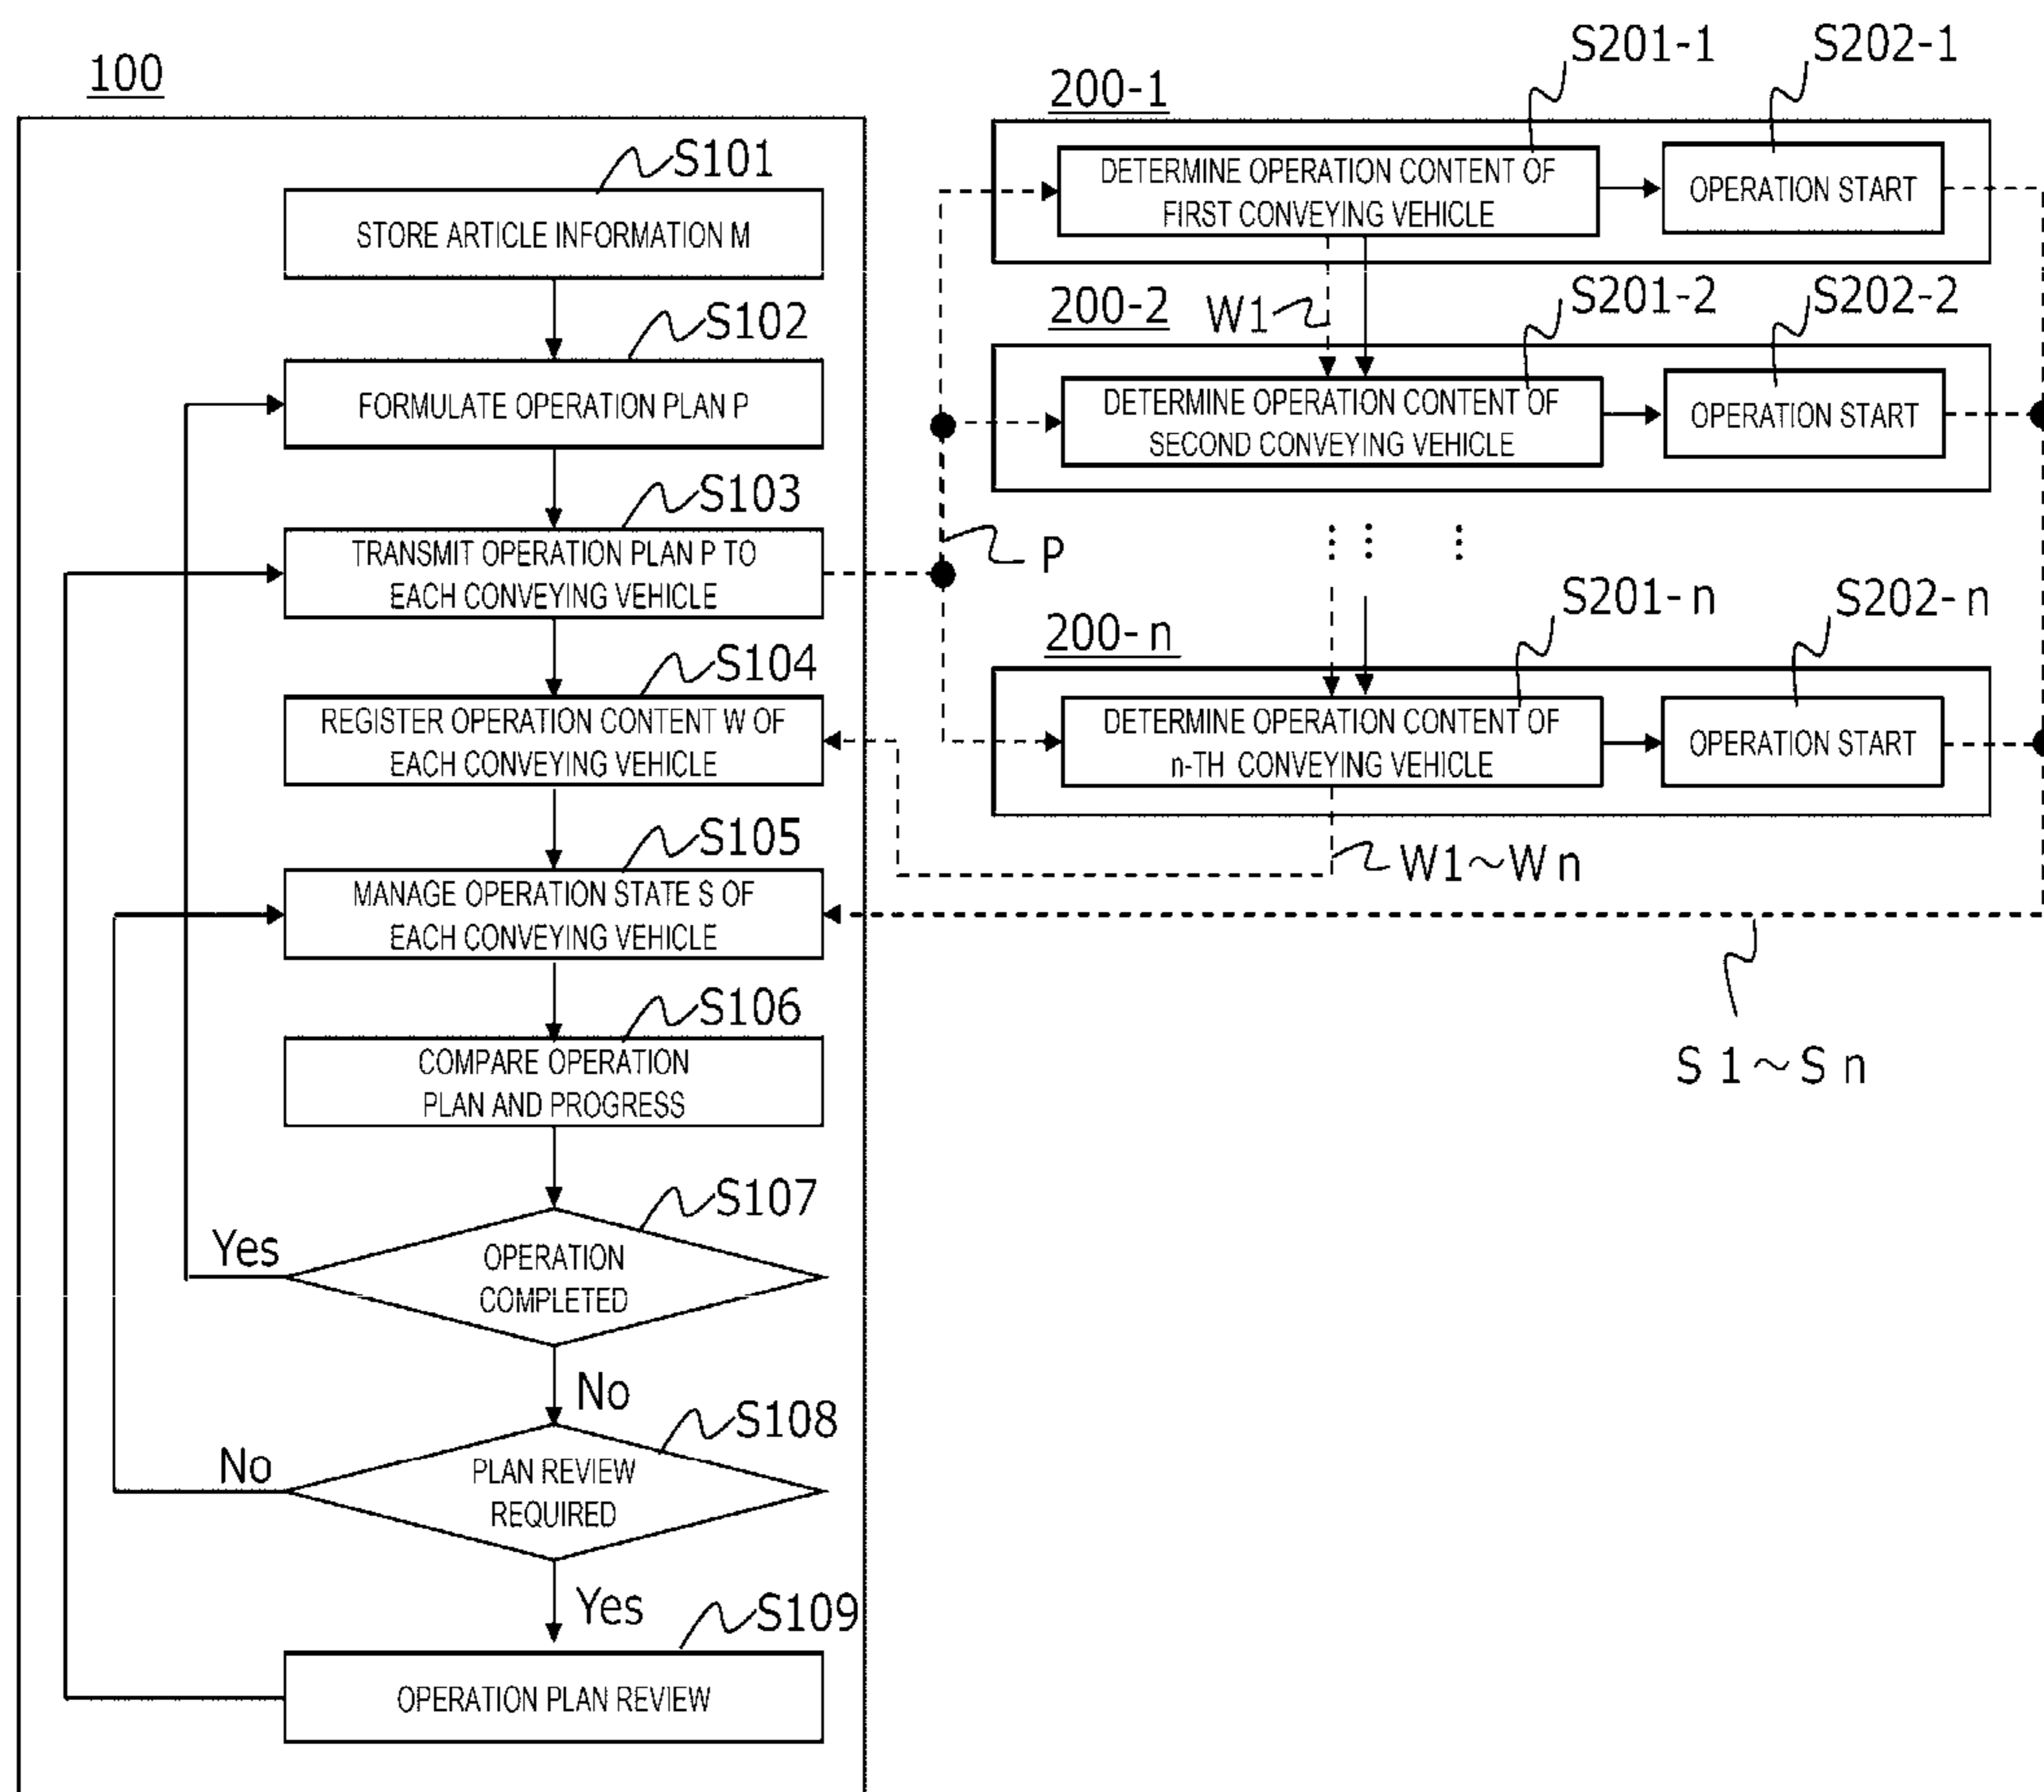 100
S101
STORE ARTICLE INFORMATION M
S102
FORMULATE OPERATION PLAN P
S103
TRANSMIT OPERATION PLAN P TO
EACH CONVEYING VEHICLE
S104
REGISTER OPERATION CONTENT W OF
EACH CONVEYING VEHICLE
S105
MANAGE OPERATION STATE S OF
EACH CONVEYING VEHICLE
S106
COMPARE OPERATION
PLAN AND PROGRESS
S107
Yes
OPERATION
COMPLETED
No
S108
No
PLAN REVIEW
REQUIRED
Yes
S109
OPERATION PLAN REVIEW
P
200-1
S201-1
S202-1
DETERMINE OPERATION CONTENT OF
FIRST CONVEYING VEHICLE
OPERATION START
W1
200-2
S201-2
S202-2
DETERMINE OPERATION CONTENT OF
SECOND CONVEYING VEHICLE
OPERATION START
200-n
S201-n
S202-n
DETERMINE OPERATION CONTENT OF
n-TH CONVEYING VEHICLE
OPERATION START
W1~Wn
S1~Sn